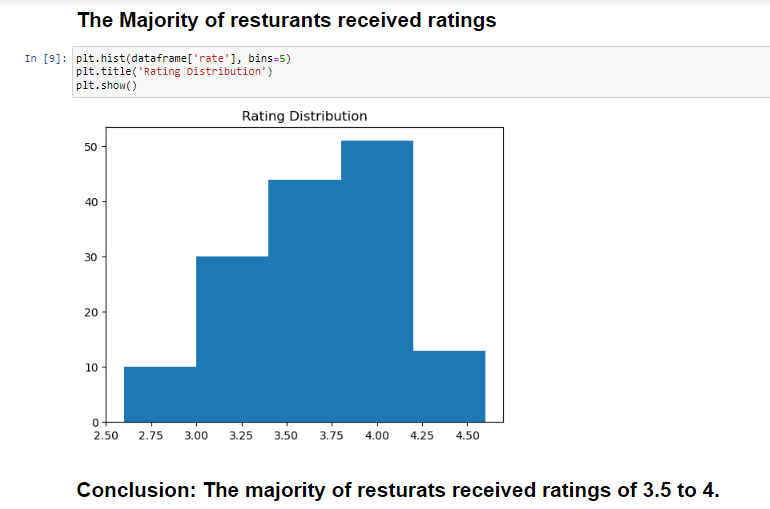 The Majority of resturants received ratings
In [9]: plt.hist(dataframe['rate'], bins=5)
plt.title('Rating Distribution')
plt.show()
Rating Distribution
50
40
30
20
10
0
2.50 2.75 3.00 3.25 3.50 3.75 4.00 4.25 4.50
Conclusion: The majority of resturats received ratings of 3.5 to 4.